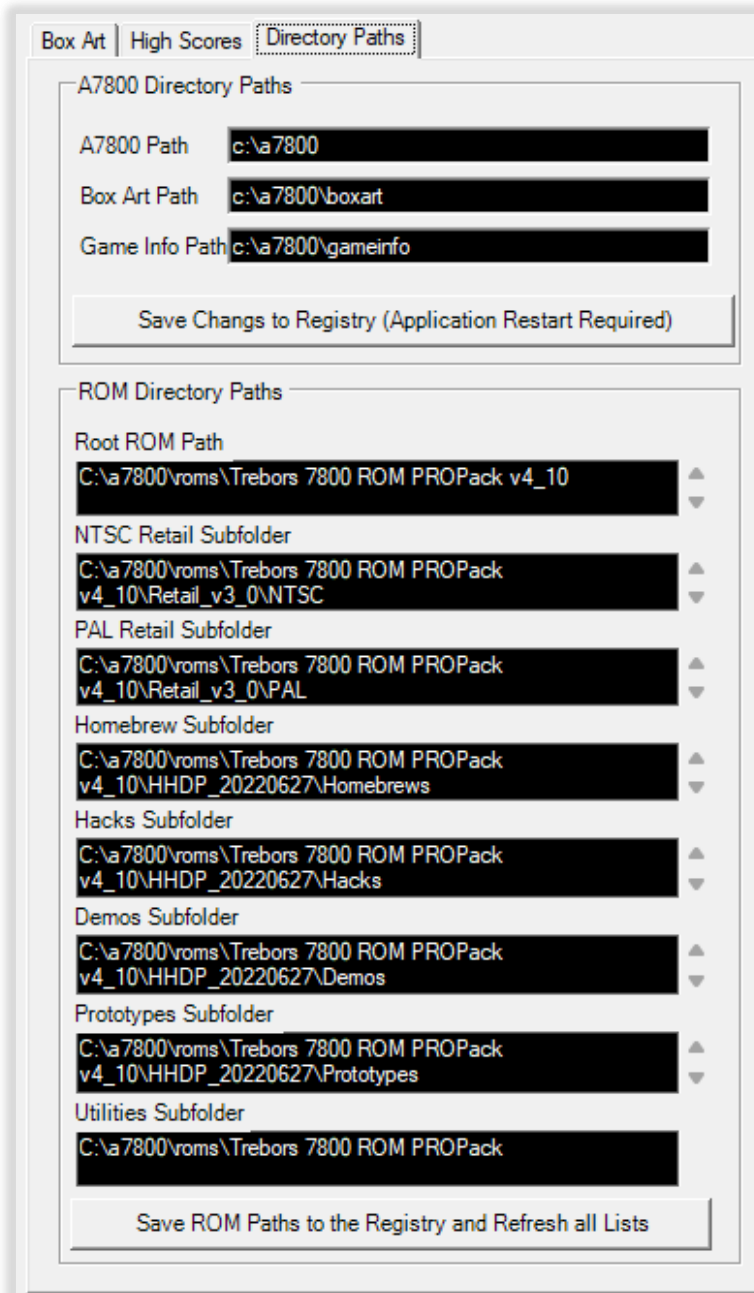 Box Art High Scores Directory Paths
A7800 Directory Paths
A7800 Path c:\a7800
Box Art Path c:\a7800\boxart
Game Info Path c:\a7800\gameinfo
Save Changs to Registry (Application Restart Required)
ROM Directory Paths
Root ROM Path
C:\a7800\roms\Trebors 7800 ROM PROPack v4_10
NTSC Retail Subfolder
C:\a7800\roms\Trebors 7800 ROM PROPack
v4_10\Retail_v3_0\NTSC
PAL Retail Subfolder
C:\a7800\roms\Trebors 7800 ROM PROPack
v4_10\Retail_v3_0\PAL
Homebrew Subfolder
C:\a7800\roms\Trebors 7800 ROM PROPack
v4_10\HHDP_20220627\Homebrews
Hacks Subfolder
C:\a7800\roms\Trebors 7800 ROM PROPack
v4_10\HHDP_20220627\Hacks
Demos Subfolder
C:\a7800\roms\Trebors 7800 ROM PROPack
v4_10\HHDP_20220627\Demos
Prototypes Subfolder
C:\a7800\roms\Trebors 7800 ROM PROPack
v4_10\HHDP_20220627\Prototypes
Utilities Subfolder
C:\a7800\roms\Trebors 7800 ROM PROPack
Save ROM Paths to the Registry and Refresh all Lists